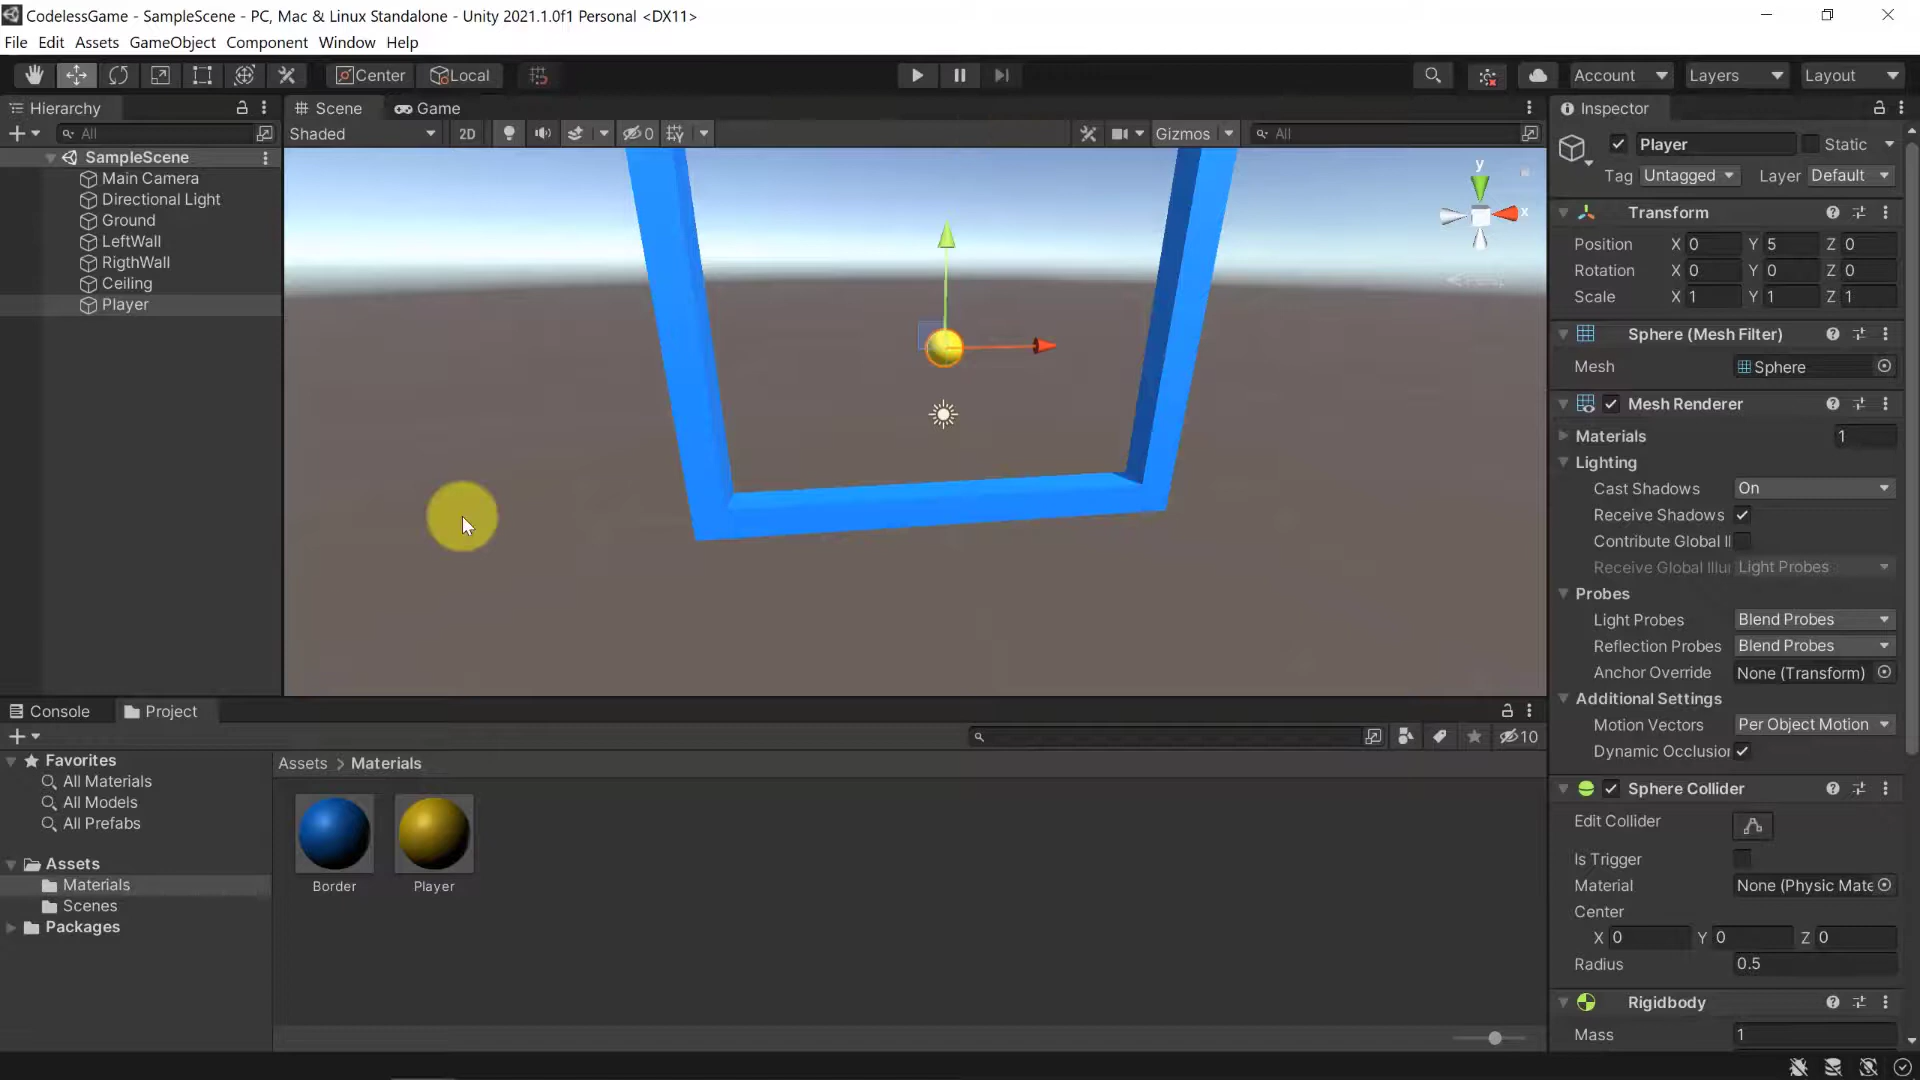 CodelessGame - SampleScene - PC, Mac & Linux Standalone - Unity 2021.1.0f1 Personal <DX11>
File Edit Assets GameObject Component Window Help
Center Local Account Layers Layout
Hierarchy
All
SampleScene
Main Camera
Directional Light
Ground
LeftWall
RigthWall
Ceiling
Player
Scene Game
Shaded 2D 0 Gizmos All
y
x
Inspector
Player Static
Tag Untagged Layer Default
Transform
Position X 0 Y 5 Z 0
Rotation X 0 Y 0 Z 0
Scale X 1 Y 1 Z 1
Sphere (Mesh Filter)
Mesh Sphere
Mesh Renderer
Materials 1
Lighting
Cast Shadows On
Receive Shadows
Contribute Global Il
Receive Global Illur Light Probes
Probes
Light Probes Blend Probes
Reflection Probes Blend Probes
Anchor Override None (Transform)
Additional Settings
Motion Vectors Per Object Motion
Dynamic Occlusior
Sphere Collider
Edit Collider
Is Trigger
Material None (Physic Mate
Center
X 0 Y 0 Z 0
Radius 0.5
Rigidbody
Mass 1
Console Project
10
Favorites
All Materials
All Models
All Prefabs
Assets
Materials
Scenes
Packages
Assets > Materials
Border Player